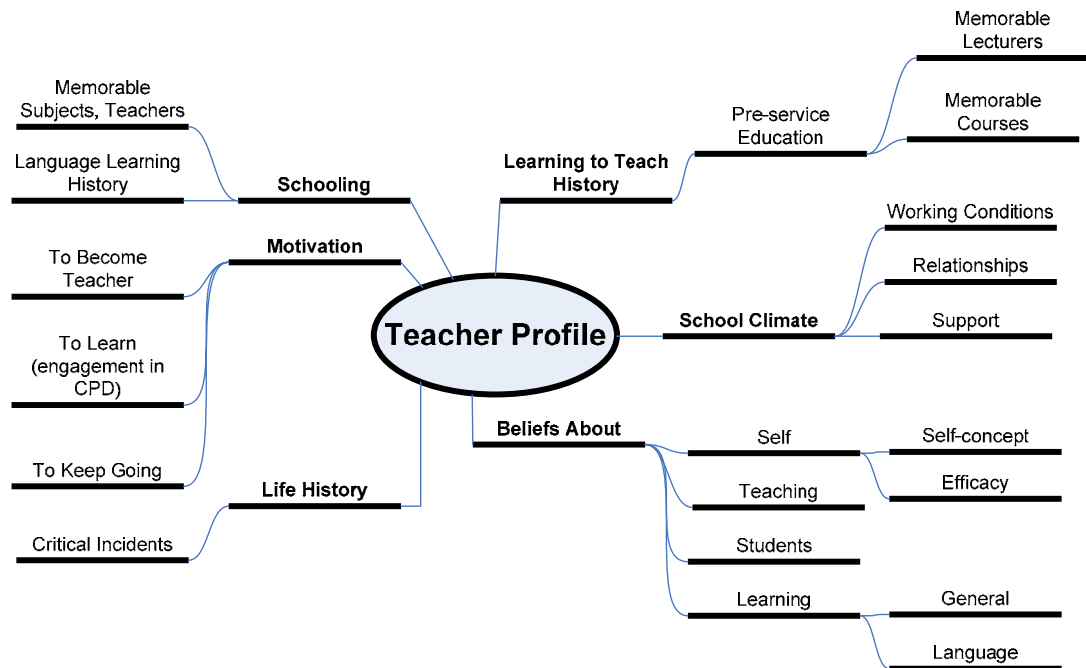 Memorable
Lecturers
Memorable
Subjects, Teachers
Pre-service
Education
Memorable
Courses
Language Learning
History
Schooling
Learning to Teach
History
Working Conditions
Motivation
To Become
Teacher
Relationships
Teacher Profile
School Climate
Support
To Learn
(engagement in
CPD)
Beliefs About
Self
Self-concept
To Keep Going
Life History
Teaching
Efficacy
Critical Incidents
Students
Learning
General
Language